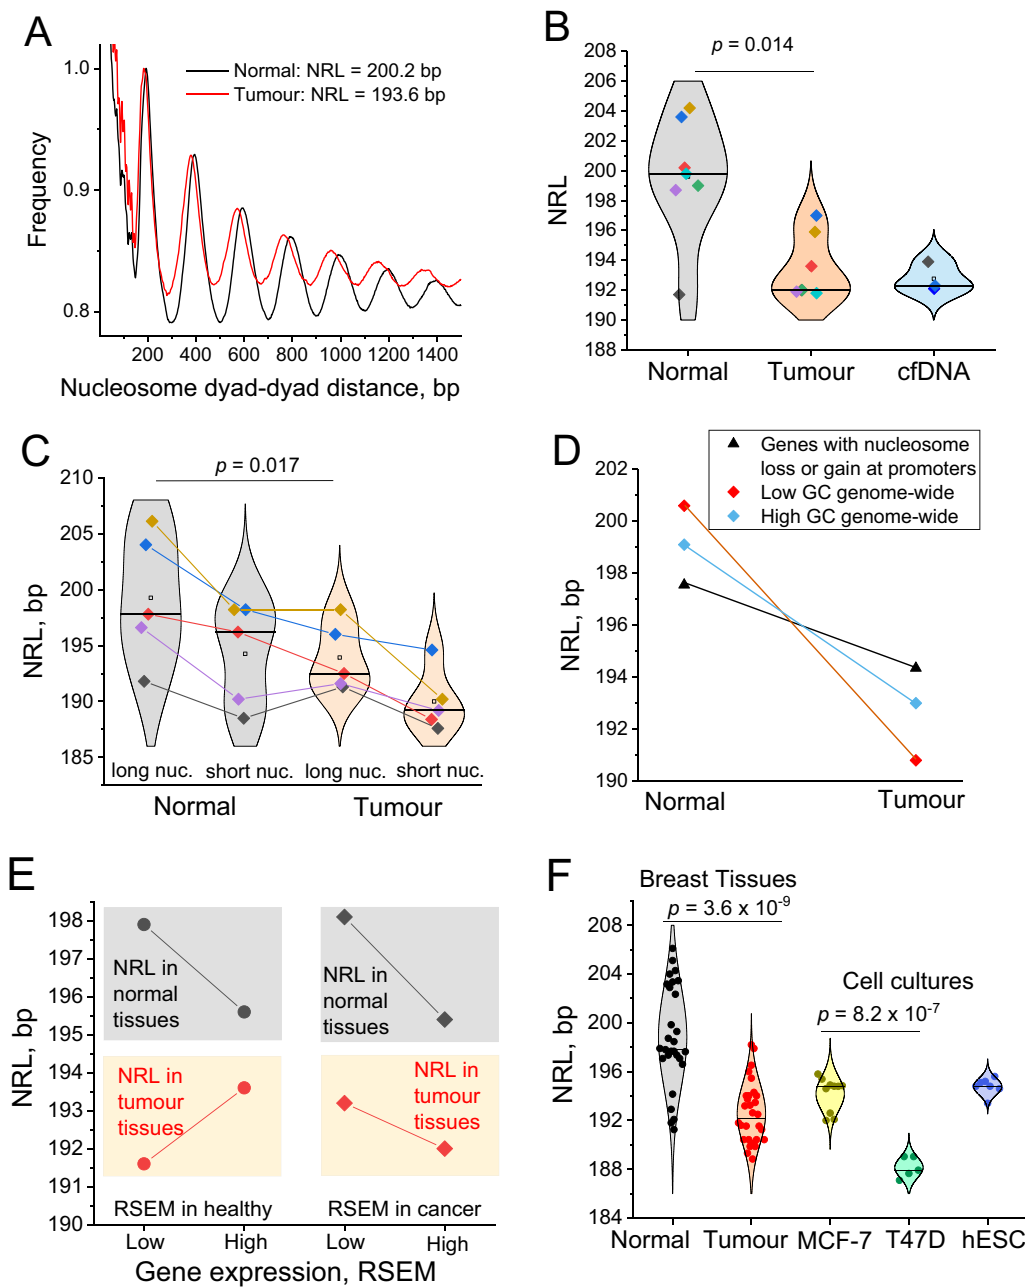 A
Normal: NRL = 200.2 bp
Tumour: NRL = 193.6 bp
Frequency
1.0
0.9
0.8
200 400 600 800 1000 1200 1400
Nucleosome dyad-dyad distance, bp
B
p = 0.014
NRL
208
206
204
202
200
198
196
194
192
190
188
Normal Tumour cfDNA
C
p = 0.017
NRL, bp
210
205
200
195
190
185
long nuc. short nuc. long nuc. short nuc.
Normal Tumour
D
Genes with nucleosome
loss or gain at promoters
Low GC genome-wide
High GC genome-wide
NRL, bp
202
200
198
196
194
192
190
Normal Tumour
E
NRL, bp
198
197
196
195
194
193
192
191
190
NRL in
normal
tissues
NRL in
normal
tissues
NRL in
tumour
tissues
NRL in
tumour
tissues
RSEM in healthy RSEM in cancer
Low High Low High
Gene expression, RSEM
F
Breast Tissues
p = 3.6 x 10-9
Cell cultures
p = 8.2 x 10-7
NRL, bp
208
204
200
196
192
188
184
Normal Tumour MCF-7 T47D hESC